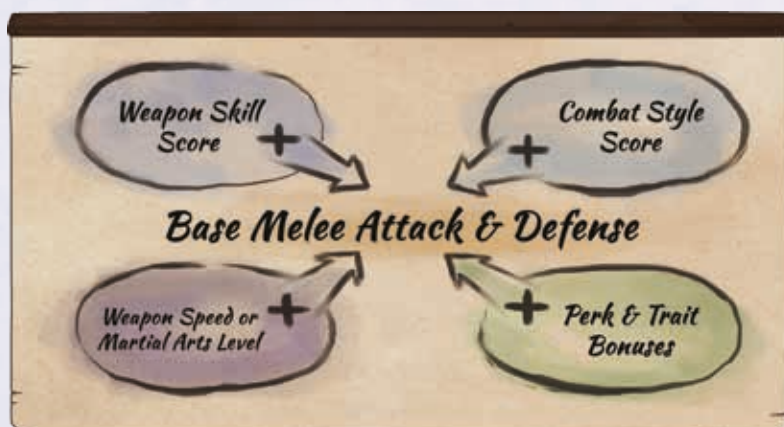 Weapon Skill
Score
+
Combat Style
Score
+
Base Melee Attack & Defense
Weapon Speed or
Martial Arts Level
+
Perk & Trait
Bonuses
+